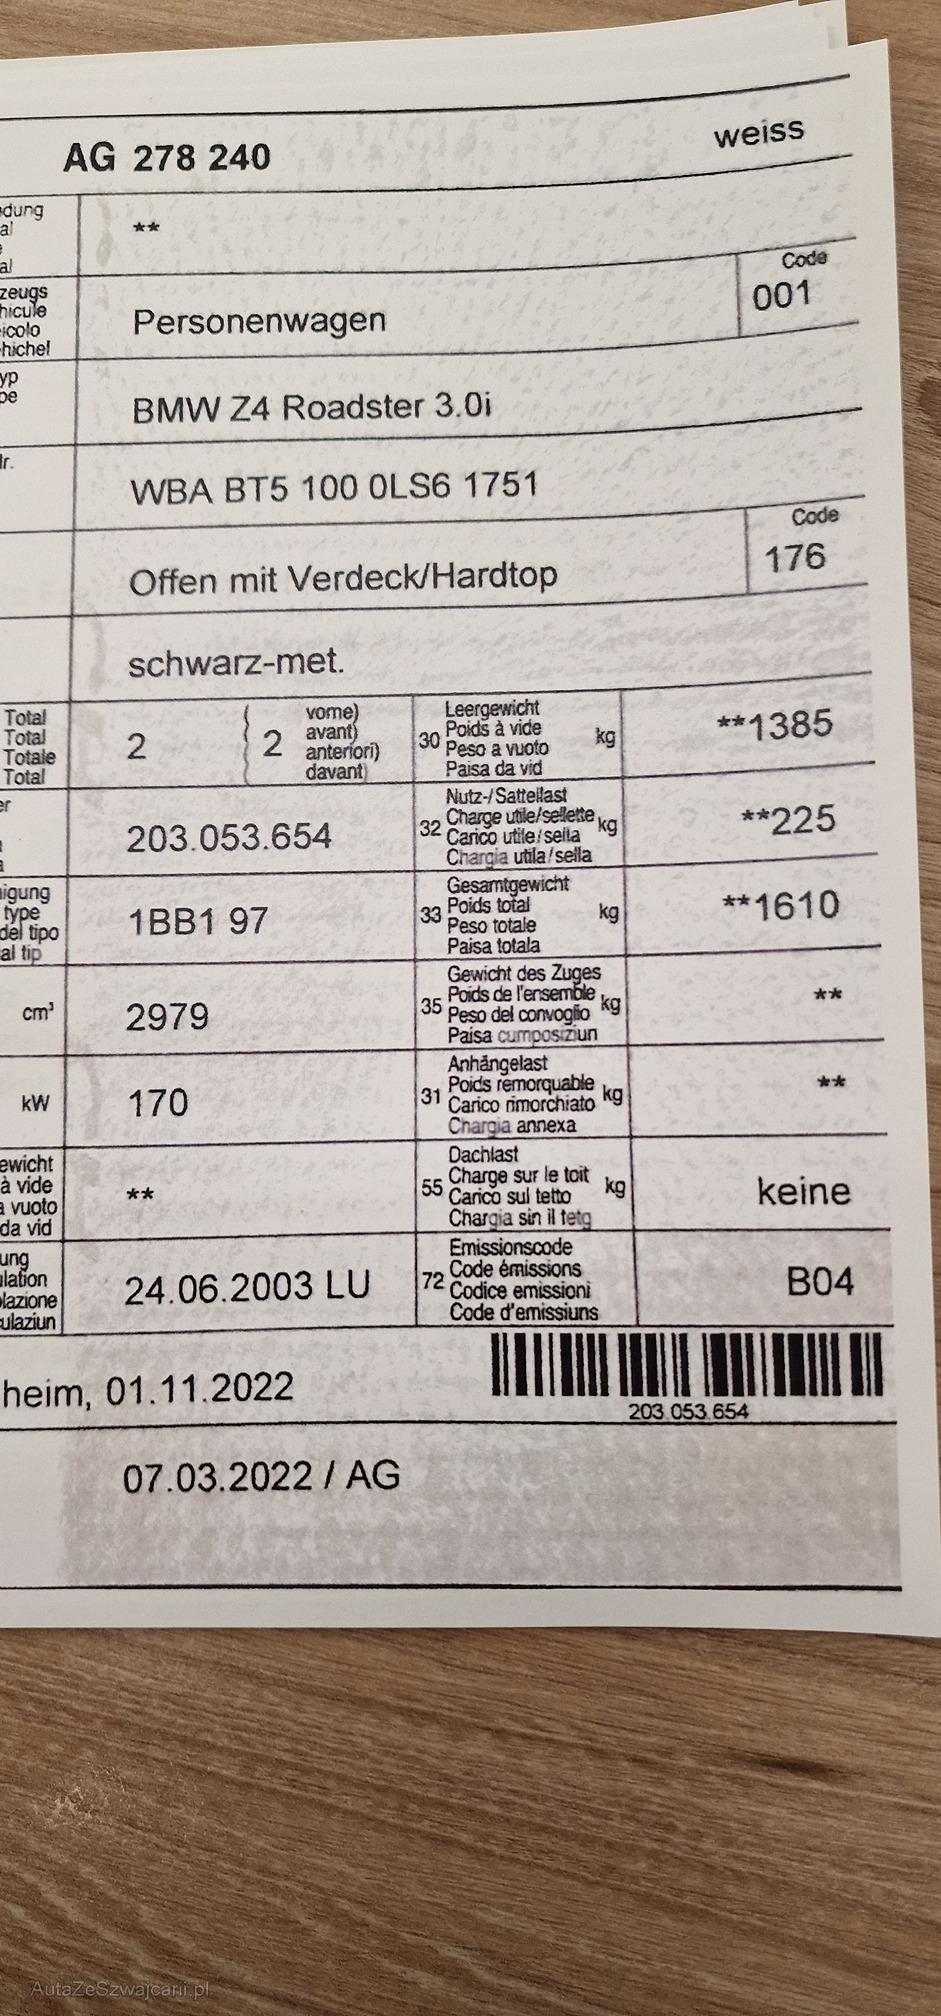 AG 278 240 weiss
dung
al
e
al
**
Code
zeugs
hicule
icolo
hichel
Personenwagen
001
yp
pe
BMW Z4 Roadster 3.0i
lr.
WBA BT5 100 0LS6 1751
Code
Offen mit Verdeck/Hardtop
176
schwarz-met.
Total
Total
Totale
Total
2
2
vorne)
avant)
anteriori)
davant)
30
Leergewicht
Poids à vide
Peso a vuoto
Paisa da vid
kg
**1385
er
a
203.053.654
32
Nutz-/Sattellast
Charge utile/sellette
Carico utile/sella
Chargia utila/sella
kg
**225
nigung
type
del tipo
al tip
1BB1 97
33
Gesamtgewicht
Poids total
Peso totale
Paisa totala
kg
**1610
cm³
2979
35
Gewicht des Zuges
Poids de l'ensemble
Peso del convoglio
Paisa cumposiziun
kg
**
kW
170
31
Anhängelast
Poids remorquable
Carico rimorchiato
Chargia annexa
kg
**
ewicht
à vide
a vuoto
da vid
**
55
Dachlast
Charge sur le toit
Carico sul tetto
Chargia sin il tetg
kg
keine
ung
ulation
olazione
culaziun
24.06.2003 LU
72
Emissionscode
Code émissions
Codice emissioni
Code d'emissiuns
B04
heim, 01.11.2022
203.053.654
07.03.2022 / AG
AutaZeSzwajcarii.pl